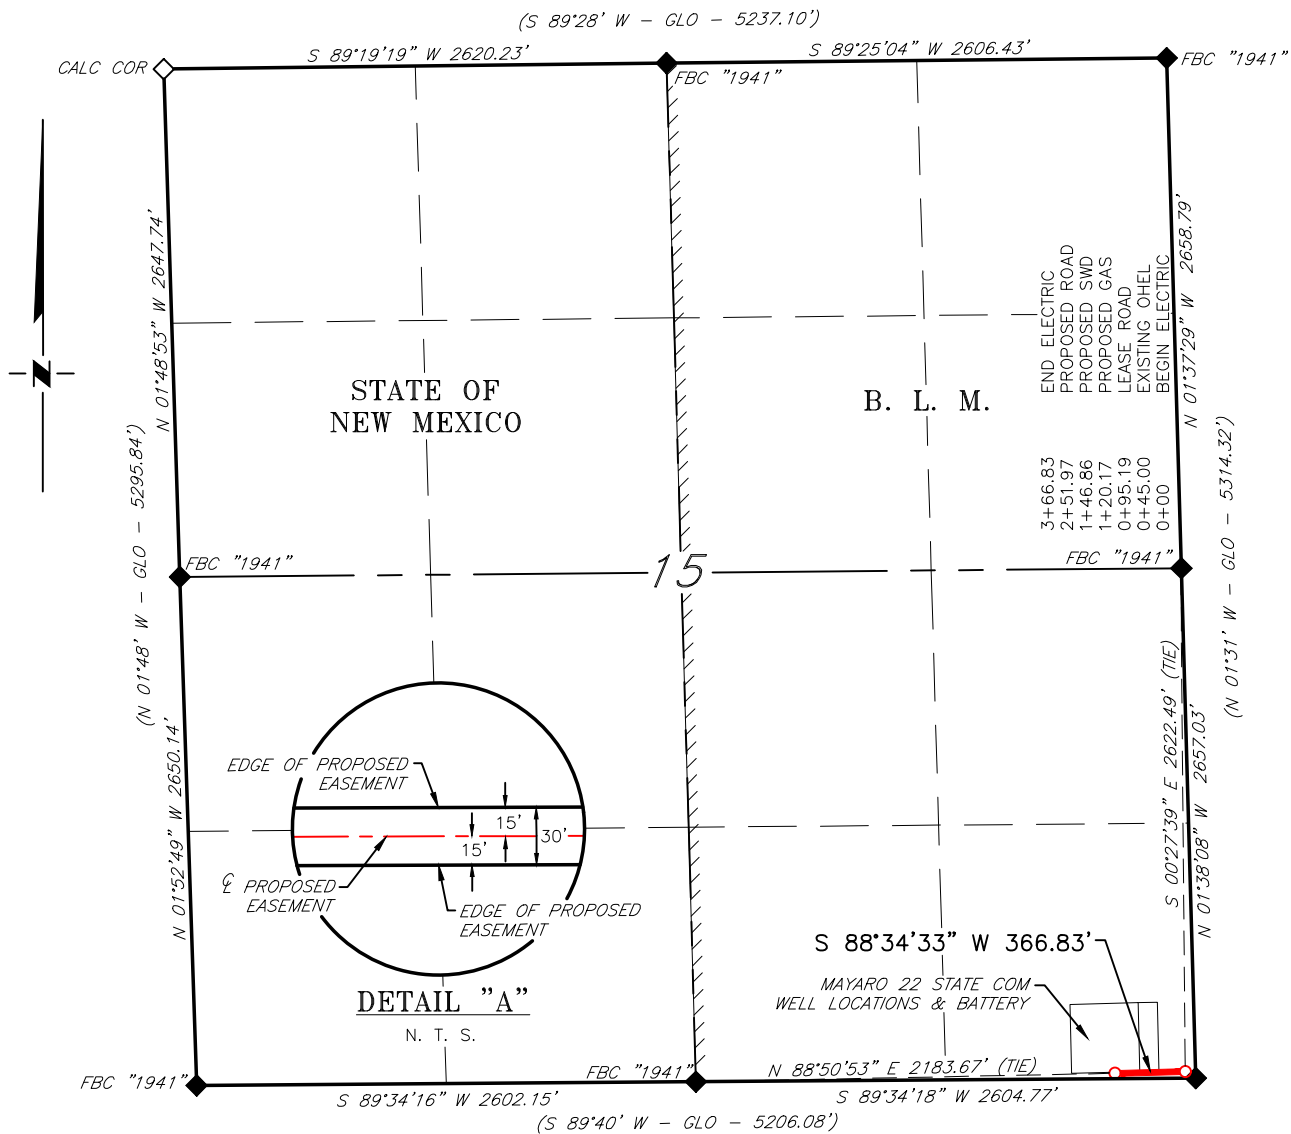 (S 89°28' W - GLO - 5237.10')
S 89°19'19" W 2620.23'
S 89°25'04" W 2606.43'
CALC COR
FBC "1941"
FBC "1941"
N 01°48'53" W 2647.74'
N 01°37'29" W 2658.79'
N
STATE OF
NEW MEXICO
B. L. M.
3+66.83 END ELECTRIC
2+51.97 PROPOSED ROAD
1+46.86 PROPOSED SWD
1+20.17 PROPOSED GAS
0+95.19 LEASE ROAD
0+45.00 EXISTING OHEL
0+00 BEGIN ELECTRIC
(N 01°48' W - GLO - 5295.84')
(N 01°31' W - GLO - 5314.32')
FBC "1941"
15
FBC "1941"
N 01°52'49" W 2650.14'
S 00°27'39" E 2622.49' (TIE)
N 01°38'08" W 2657.03'
EDGE OF PROPOSED
EASEMENT
15'
30'
15'
℄ PROPOSED
EASEMENT
EDGE OF PROPOSED
EASEMENT
DETAIL "A"
N. T. S.
S 88°34'33" W 366.83'
MAYARO 22 STATE COM
WELL LOCATIONS & BATTERY
N 88°50'53" E 2183.67' (TIE)
FBC "1941"
FBC "1941"
S 89°34'16" W 2602.15'
S 89°34'18" W 2604.77'
(S 89°40' W - GLO - 5206.08')